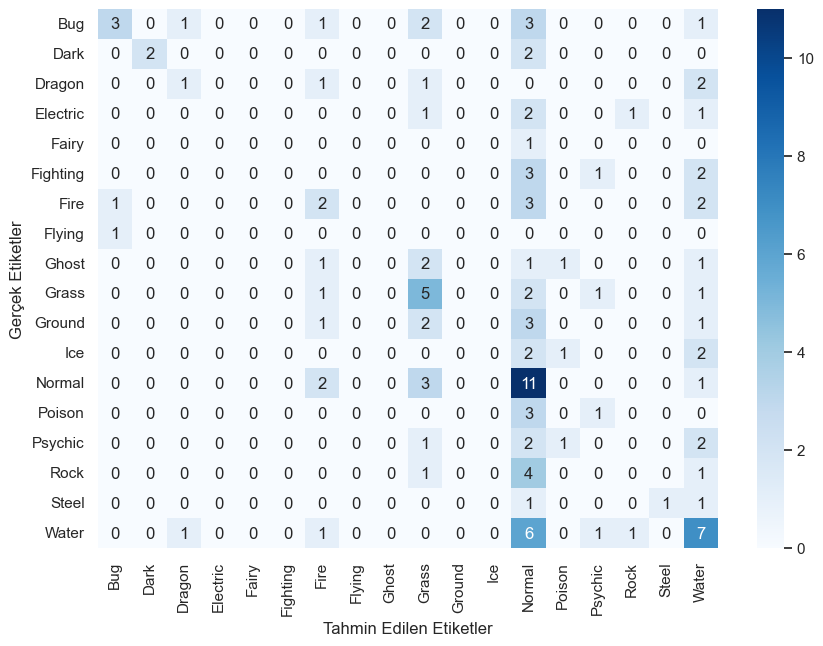 Gerçek Etiketler
Bug 3 0 1 0 0 0 1 0 0 2 0 0 3 0 0 0 0 1
Dark 0 2 0 0 0 0 0 0 0 0 0 0 2 0 0 0 0 0
Dragon 0 0 1 0 0 0 1 0 0 1 0 0 0 0 0 0 0 2
Electric 0 0 0 0 0 0 0 0 0 1 0 0 2 0 0 1 0 1
Fairy 0 0 0 0 0 0 0 0 0 0 0 0 1 0 0 0 0 0
Fighting 0 0 0 0 0 0 0 0 0 0 0 0 3 0 1 0 0 2
Fire 1 0 0 0 0 0 2 0 0 0 0 0 3 0 0 0 0 2
Flying 1 0 0 0 0 0 0 0 0 0 0 0 0 0 0 0 0 0
Ghost 0 0 0 0 0 0 1 0 0 2 0 0 1 1 0 0 0 1
Grass 0 0 0 0 0 0 1 0 0 5 0 0 2 0 1 0 0 1
Ground 0 0 0 0 0 0 1 0 0 2 0 0 3 0 0 0 0 1
Ice 0 0 0 0 0 0 0 0 0 0 0 0 2 1 0 0 0 2
Normal 0 0 0 0 0 0 2 0 0 3 0 0 11 0 0 0 0 1
Poison 0 0 0 0 0 0 0 0 0 0 0 0 3 0 1 0 0 0
Psychic 0 0 0 0 0 0 0 0 0 1 0 0 2 1 0 0 0 2
Rock 0 0 0 0 0 0 0 0 0 1 0 0 4 0 0 0 0 1
Steel 0 0 0 0 0 0 0 0 0 0 0 0 1 0 0 0 1 1
Water 0 0 1 0 0 0 1 0 0 0 0 0 6 0 1 1 0 7
Bug Dark Dragon Electric Fairy Fighting Fire Flying Ghost Grass Ground Ice Normal Poison Psychic Rock Steel Water
Tahmin Edilen Etiketler
10
8
6
4
2
0